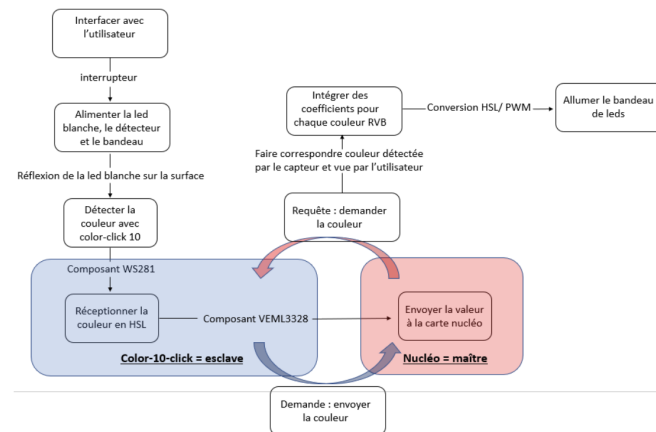 Interfacer avec
l'utilisateur
interrupteur
Alimenter la led
blanche, le détecteur
et le bandeau
Réflexion de la led blanche sur la surface
Détecter la
couleur avec
color-click 10
Composant WS281
Réceptionner la
couleur en HSL
Composant VEML3328
Color-10-click = esclave
Envoyer la valeur
à la carte nucléo
Nucléo = maître
Demande : envoyer
la couleur
Requête : demander
la couleur
Faire correspondre couleur détectée
par le capteur et vue par l'utilisateur
Intégrer des
coefficients pour
chaque couleur RVB
Conversion HSL/ PWM
Allumer le bandeau
de leds